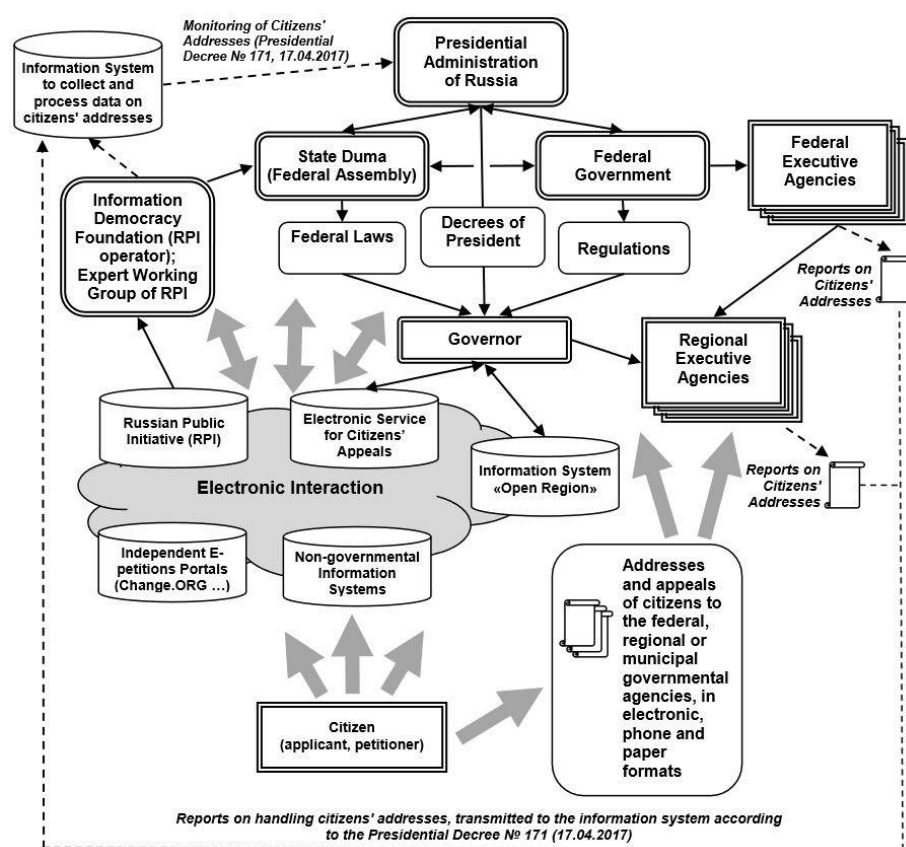 Monitoring of Citizens'
Addresses (Presidential
Decree № 171, 17.04.2017)
Information System
to collect and
process data on
citizens' addresses
Presidential
Administration
of Russia
State Duma
(Federal Assembly)
Federal
Government
Federal
Executive
Agencies
Information
Democracy
Foundation (RPI
operator);
Expert Working
Group of RPI
Federal Laws
Decrees of
President
Regulations
Reports on
Citizens'
Addresses
Governor
Regional
Executive
Agencies
Russian Public
Initiative (RPI)
Electronic Service
for Citizens'
Appeals
Information System
«Open Region»
Reports on
Citizens'
Addresses
Electronic Interaction
Independent E-
petitions Portals
(Change.ORG ...)
Non-governmental
Information
Systems
Addresses
and appeals
of citizens to
the federal,
regional or
municipal
governmental
agencies, in
electronic,
phone and
paper
formats
Citizen
(applicant, petitioner)
Reports on handling citizens' addresses, transmitted to the information system according
to the Presidential Decree № 171 (17.04.2017)